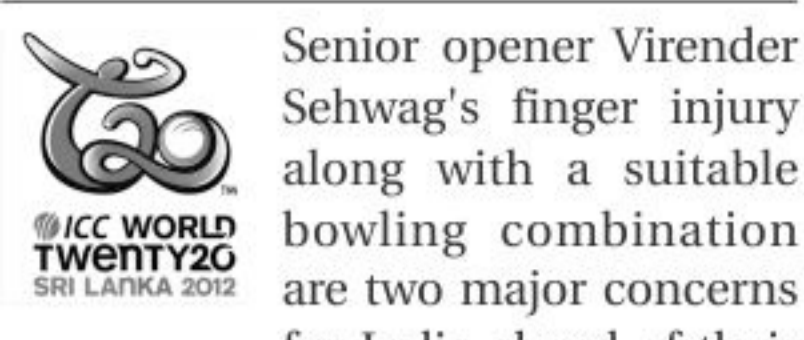 Senior opener Virender
Sehwag's finger injury
along with a suitable
bowling combination
are two major concerns
TM
ICC WORLD
TWENTY20
SRI LANKA 2012